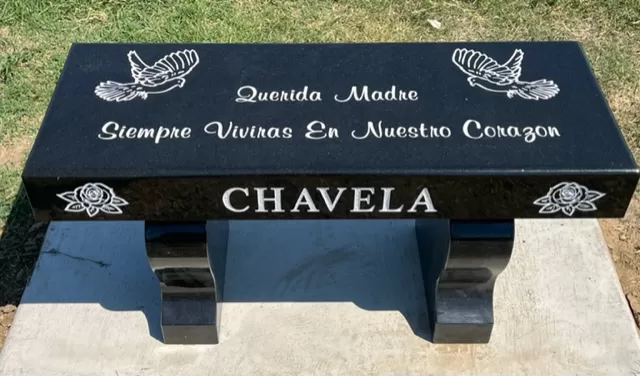 Querida Madre
Siempre Viviras En Nuestro Corazon
CHAVELA